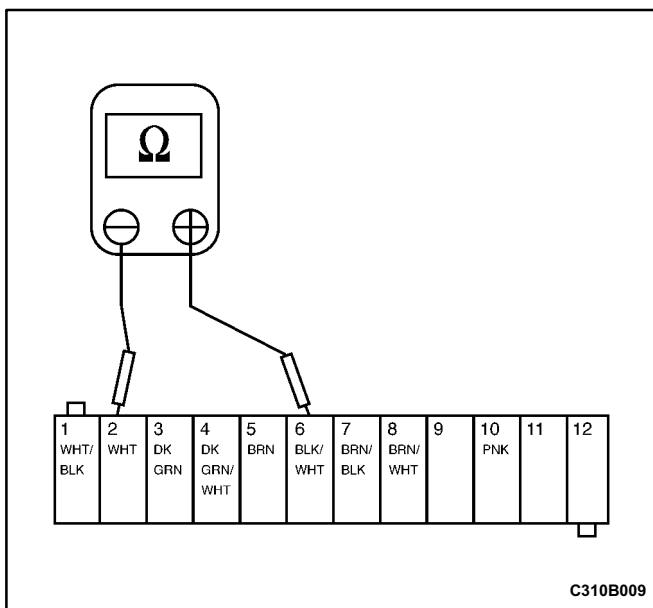 Ω
1 2 3 4 5 6 7 8 9 10 11 12
WHT/ WHT DK DK BRN BLK/ BRN/ BRN/ PNK
BLK GRN GRN/ WHT BLK WHT
WHT
C310B009